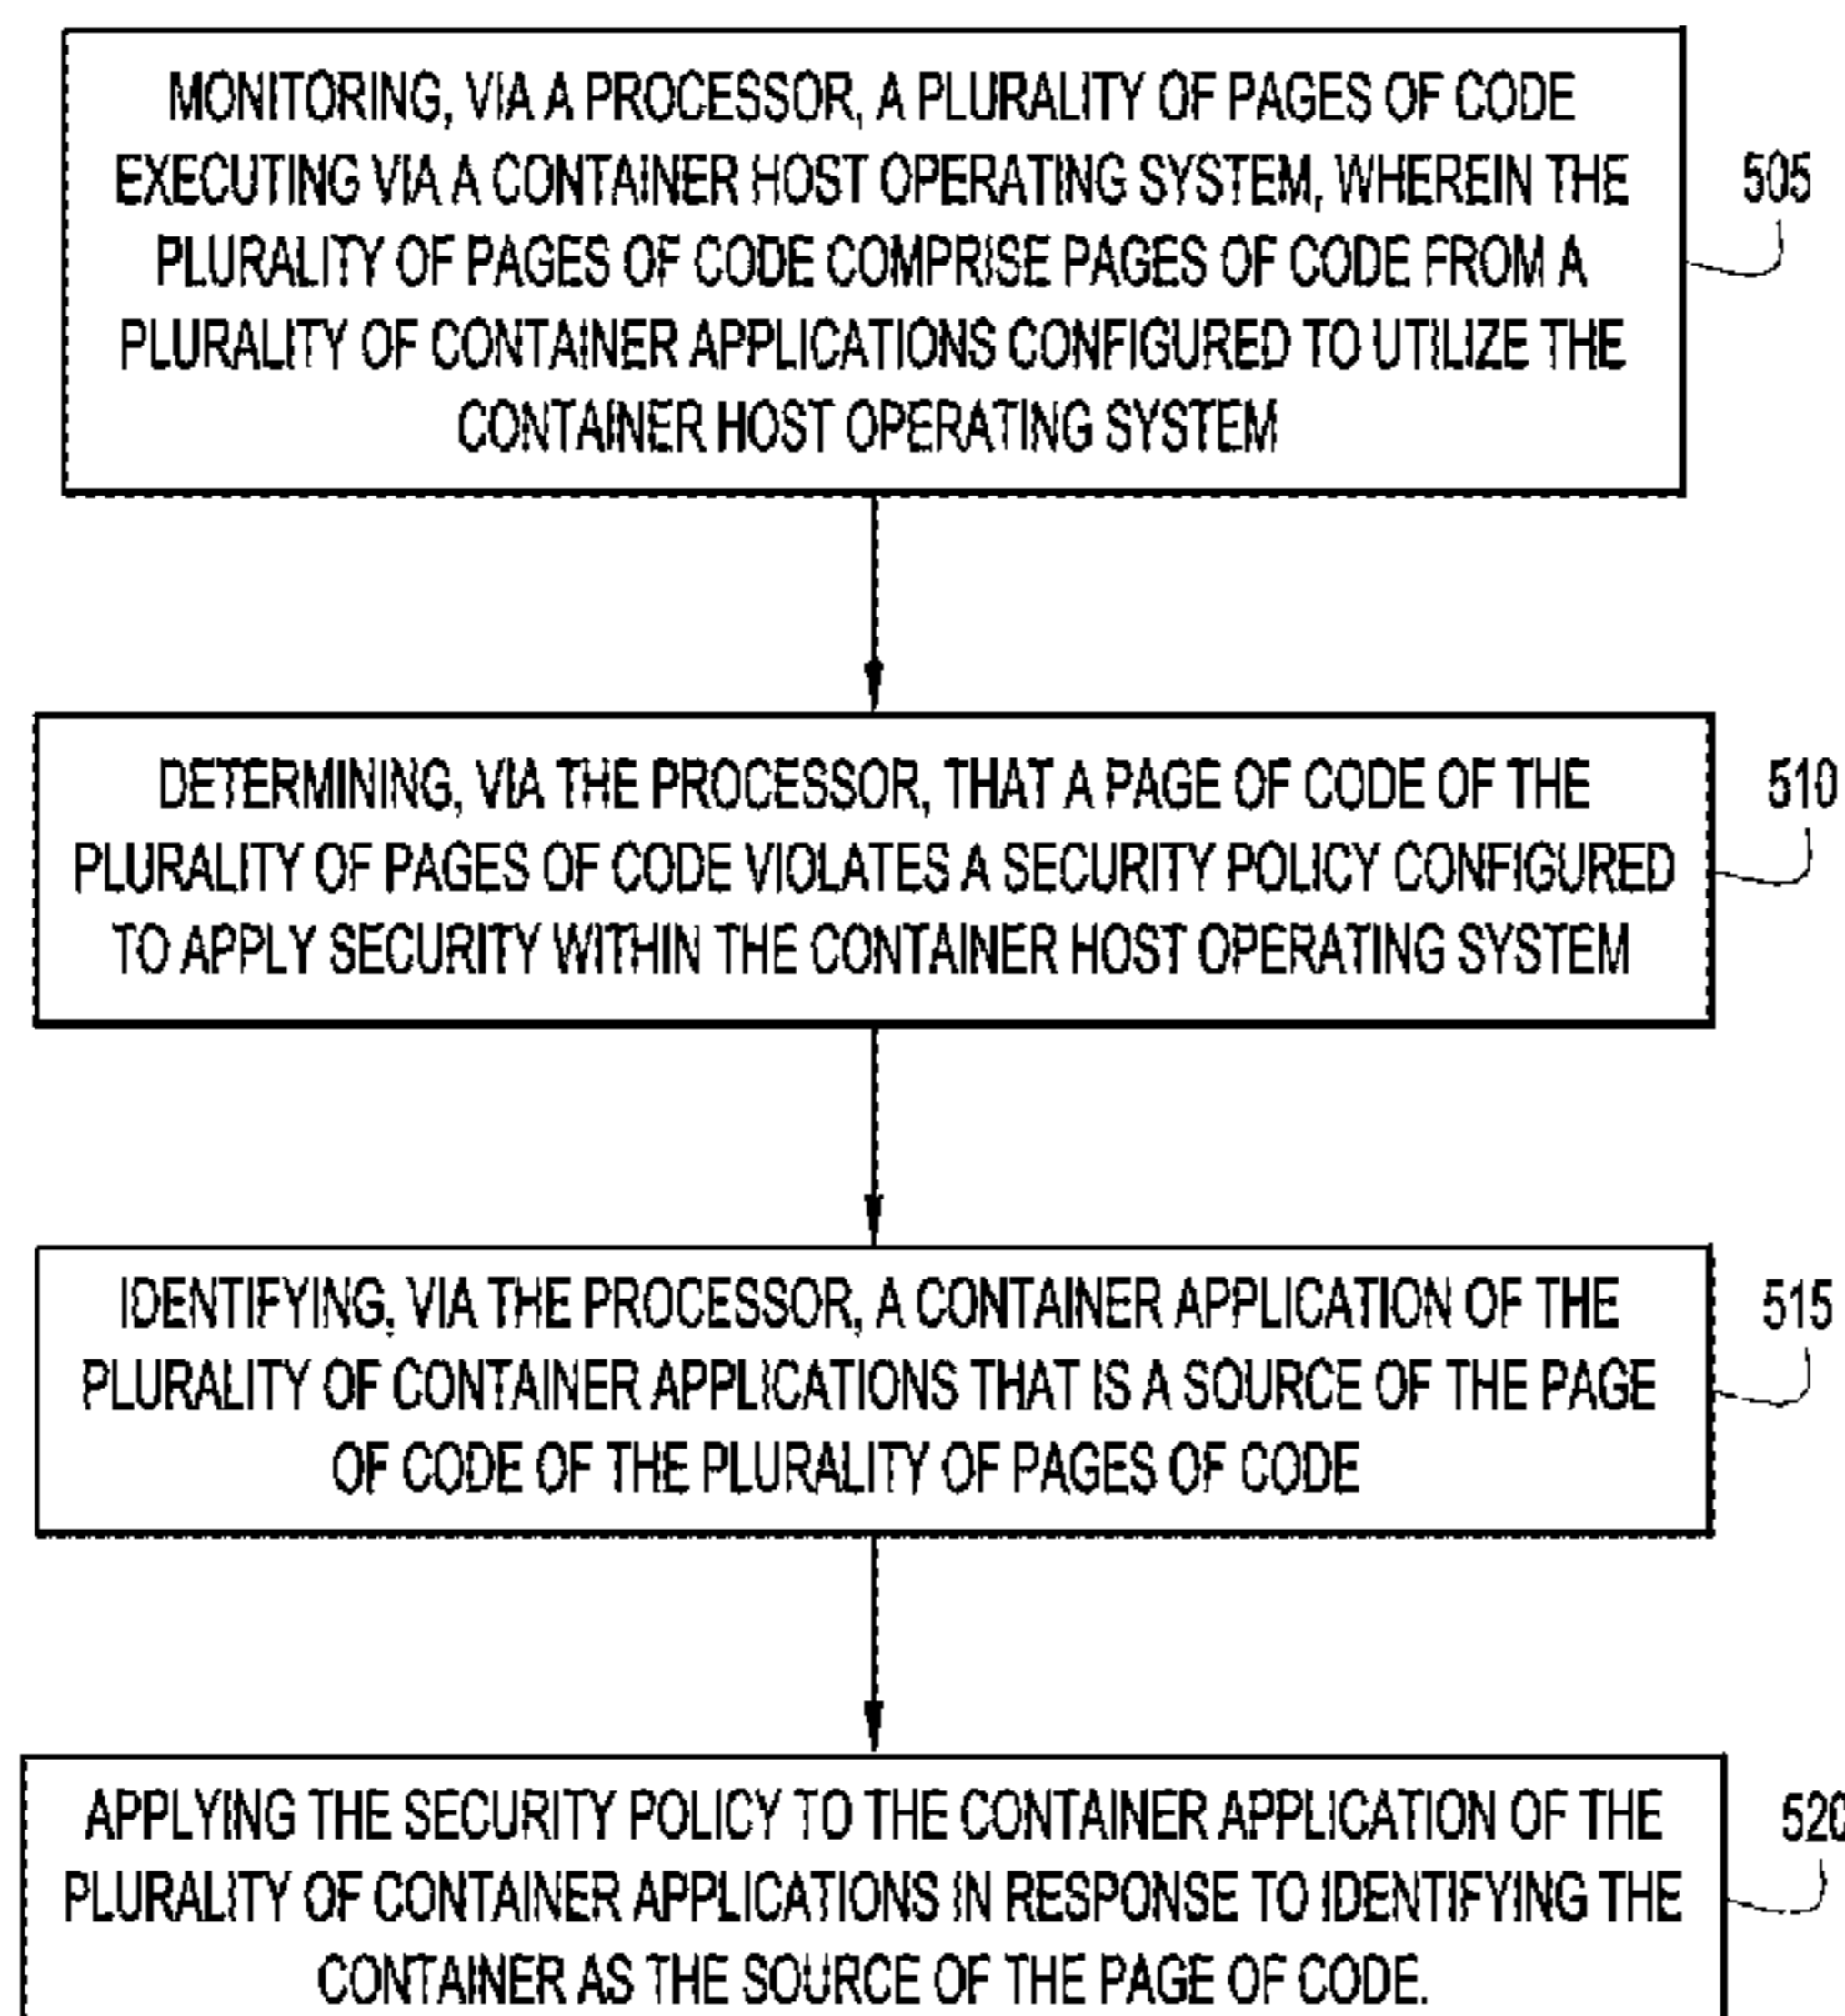 MONITORING, VIA A PROCESSOR, A PLURALITY OF PAGES OF CODE
EXECUTING VIA A CONTAINER HOST OPERATING SYSTEM, WHEREIN THE
PLURALITY OF PAGES OF CODE COMPRISE PAGES OF CODE FROM A
PLURALITY OF CONTAINER APPLICATIONS CONFIGURED TO UTILIZE THE
CONTAINER HOST OPERATING SYSTEM
505
DETERMINING, VIA THE PROCESSOR, THAT A PAGE OF CODE OF THE
PLURALITY OF PAGES OF CODE VIOLATES A SECURITY POLICY CONFIGURED
TO APPLY SECURITY WITHIN THE CONTAINER HOST OPERATING SYSTEM
510
IDENTIFYING, VIA THE PROCESSOR, A CONTAINER APPLICATION OF THE
PLURALITY OF CONTAINER APPLICATIONS THAT IS A SOURCE OF THE PAGE
OF CODE OF THE PLURALITY OF PAGES OF CODE
515
APPLYING THE SECURITY POLICY TO THE CONTAINER APPLICATION OF THE
PLURALITY OF CONTAINER APPLICATIONS IN RESPONSE TO IDENTIFYING THE
CONTAINER AS THE SOURCE OF THE PAGE OF CODE.
520